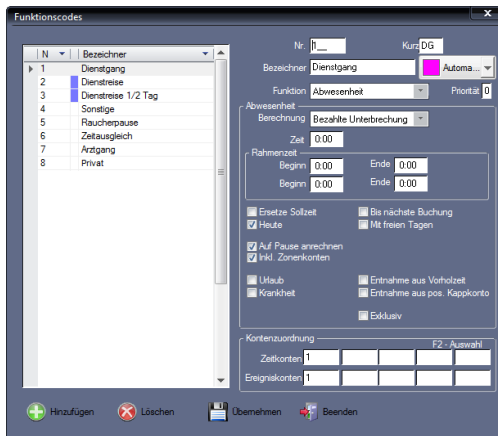 Funktionscodes
N Bezeichner
1 Dienstgang
2 Dienstreise
3 Dienstreise 1/2 Tag
4 Sonstige
5 Raucherpause
6 Zeitausgleich
7 Arztgang
8 Privat
Nr. 1__ Kurz DG
Bezeichner Dienstgang Automa...
Funktion Abwesenheit Priorität 0
Abwesenheit
Berechnung Bezahlte Unterbrechung
Zeit 0:00
Rahmenzeit
Beginn 0:00 Ende 0:00
Beginn 0:00 Ende 0:00
Ersetze Sollzeit Bis nächste Buchung
Heute Mit freien Tagen
Auf Pause anrechnen
Inkl. Zonenkonten
Urlaub Entnahme aus Vorholzeit
Krankheit Entnahme aus pos. Kappkonto
Exklusiv
Kontenzuordnung
F2 - Auswahl
Zeitkonten 1
Ereigniskonten 1
Hinzufügen Löschen Übernehmen Beenden